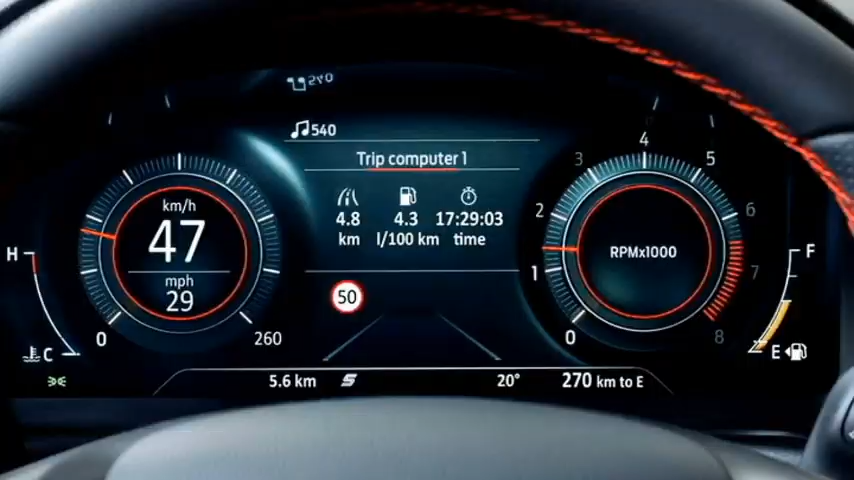 240
540
Trip computer 1
4.8 4.3 17:29:03
km l/100 km time
50
km/h
47
mph
29
0 260
H
C
0 1 2 3 4 5 6 7 8
RPMx1000
F
E
5.6 km S 20° 270 km to E